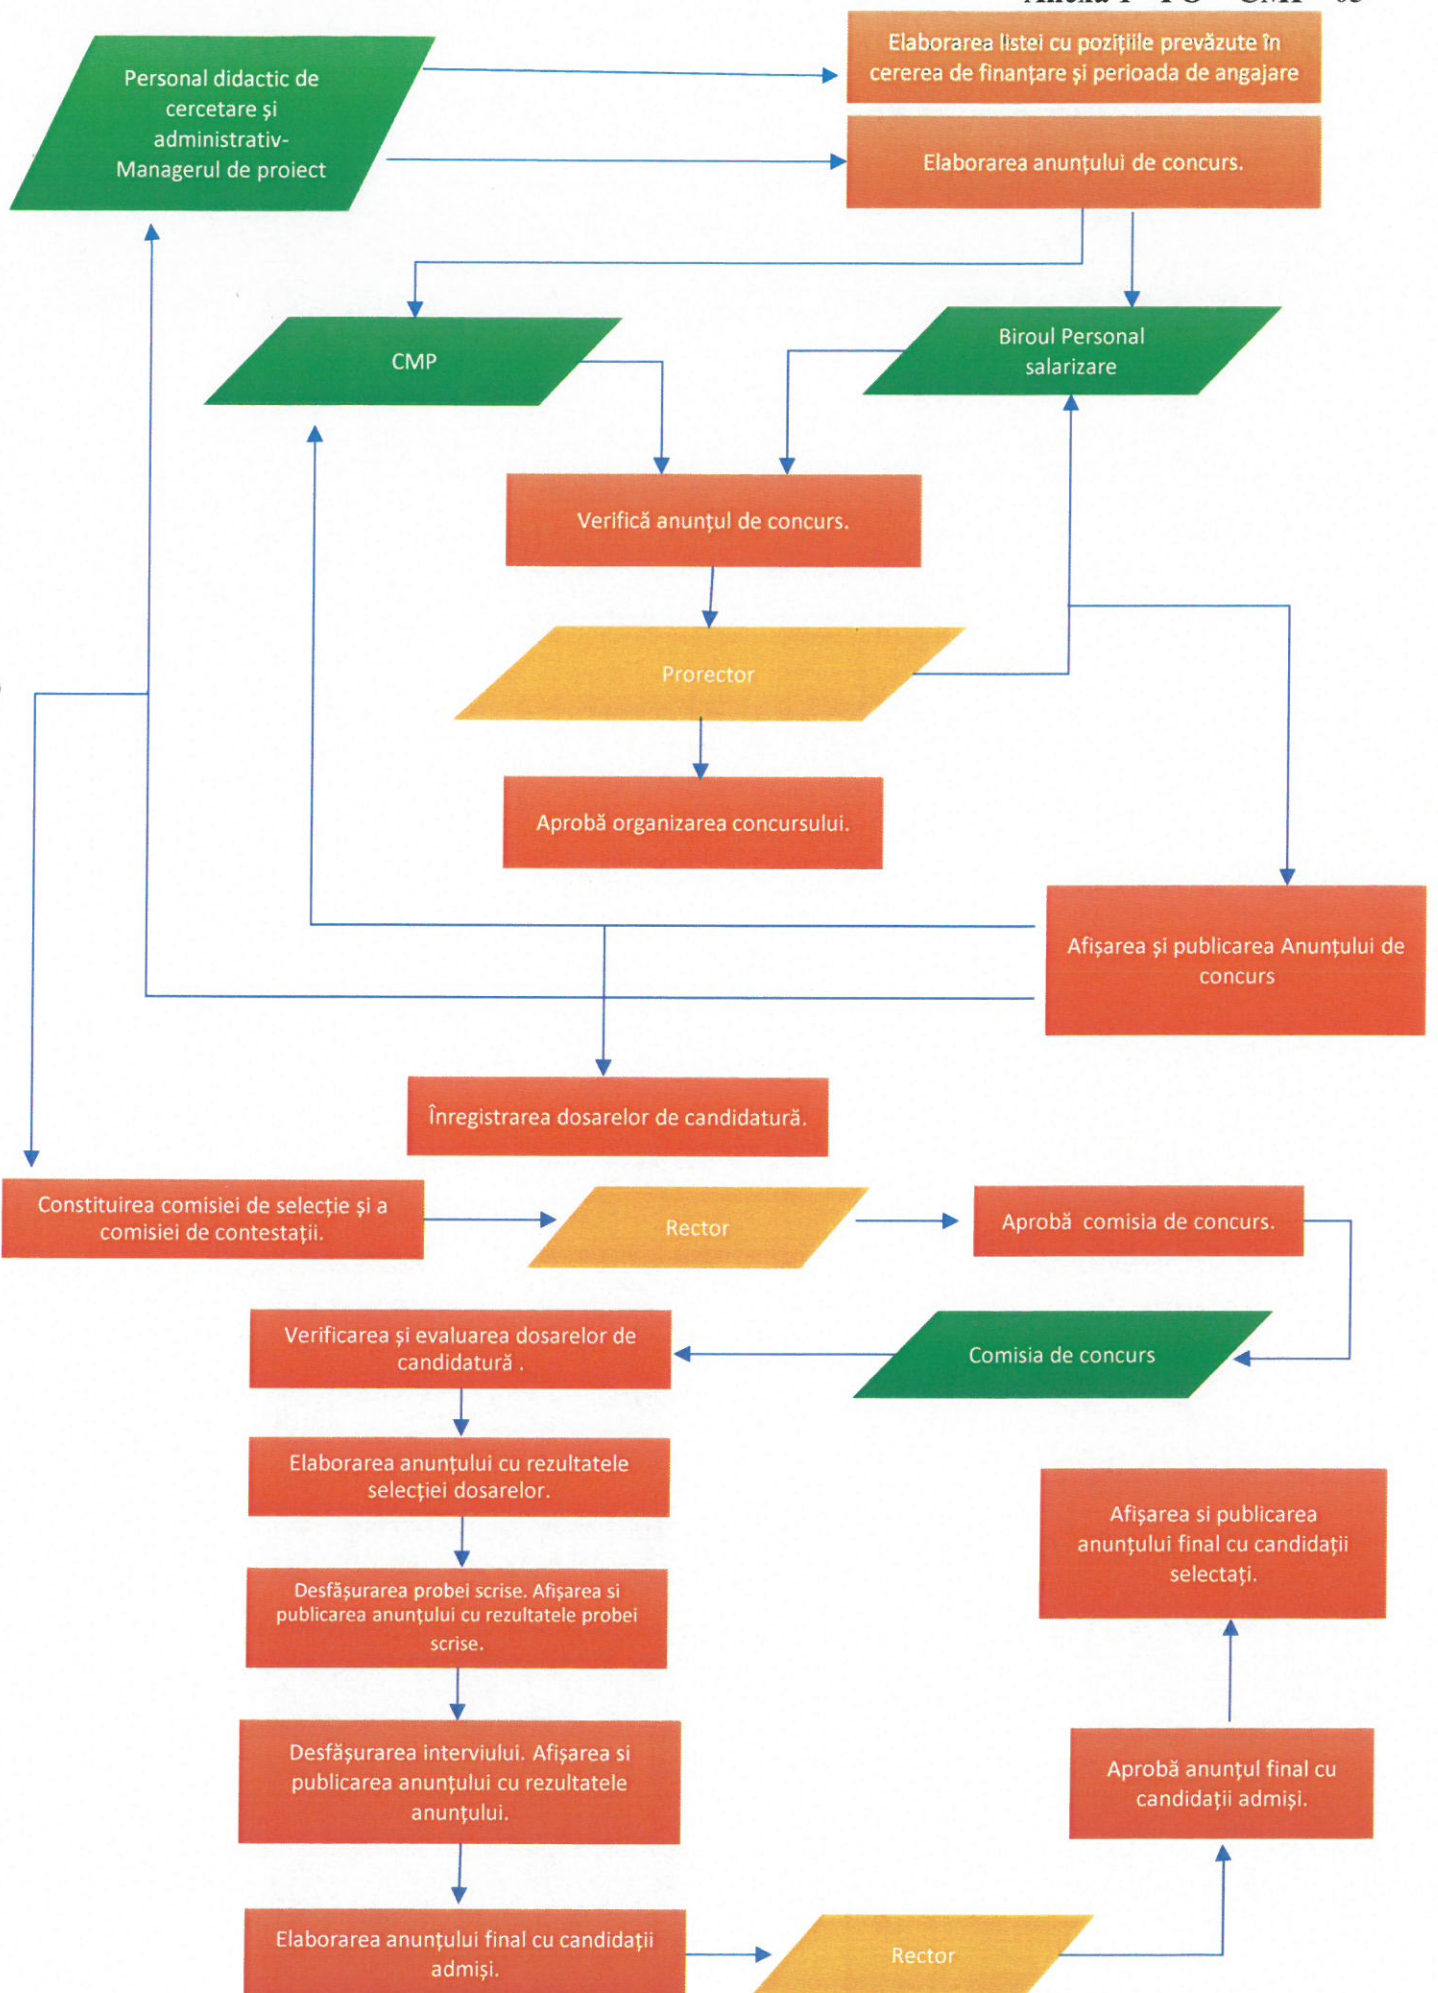 Personal didactic de
cercetare și
administrativ-
Managerul de proiect
Elaborarea listei cu pozițiile prevăzute în
cererea de finanțare și perioada de angajare
Elaborarea anunțului de concurs.
CMP
Biroul Personal
salarizare
Verifică anunțul de concurs.
Prorector
Aprobă organizarea concursului.
Afișarea și publicarea Anunțului de
concurs
Înregistrarea dosarelor de candidatură.
Constituirea comisiei de selecție și a
comisiei de contestații.
Rector
Aprobă comisia de concurs.
Verificarea și evaluarea dosarelor de
candidatură .
Comisia de concurs
Elaborarea anunțului cu rezultatele
selecției dosarelor.
Afișarea si publicarea
anunțului final cu candidații
selectați.
Desfășurarea probei scrise. Afișarea si
publicarea anunțului cu rezultatele probei
scrise.
Desfășurarea interviului. Afișarea si
publicarea anunțului cu rezultatele
anunțului.
Aprobă anunțul final cu
candidații admiși.
Elaborarea anunțului final cu candidații
admiși.
Rector